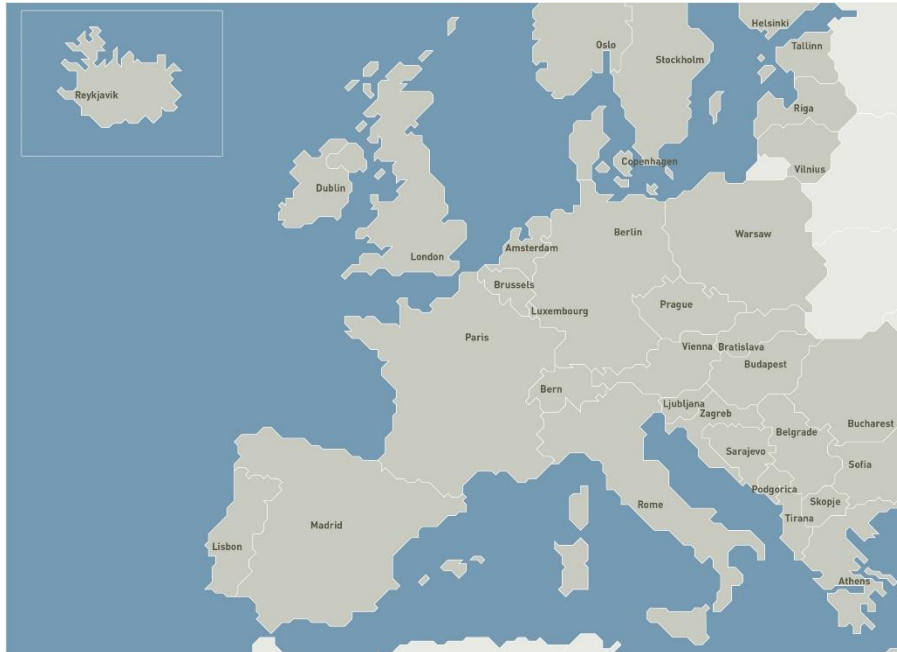 Helsinki
Oslo
Tallinn
Stockholm
Reykjavik
Riga
Copenhagen
Vilnius
Dublin
Berlin
Warsaw
Amsterdam
London
Brussels
Prague
Luxembourg
Paris
Vienna
Bratislava
Budapest
Bern
Ljubljana
Zagreb
Bucharest
Belgrade
Sarajevo
Sofia
Podgorica
Skopje
Rome
Tirana
Madrid
Lisbon
Athens